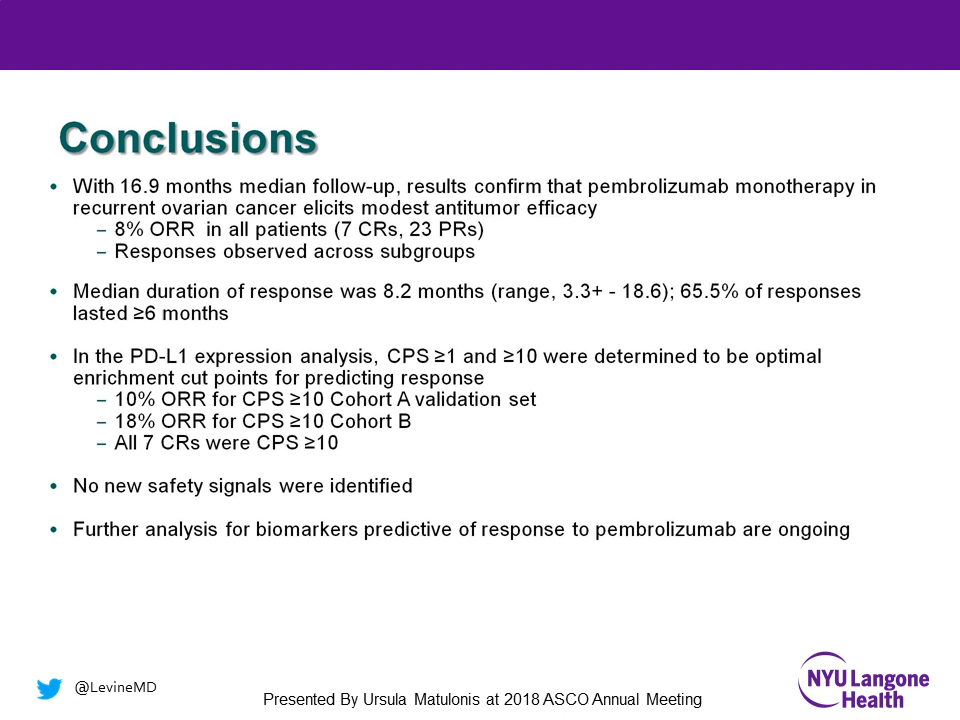 Conclusions
• With 16.9 months median follow-up, results confirm that pembrolizumab monotherapy in
recurrent ovarian cancer elicits modest antitumor efficacy
– 8% ORR in all patients (7 CRs, 23 PRs)
– Responses observed across subgroups
• Median duration of response was 8.2 months (range, 3.3+ - 18.6); 65.5% of responses
lasted ≥6 months
• In the PD-L1 expression analysis, CPS ≥1 and ≥10 were determined to be optimal
enrichment cut points for predicting response
– 10% ORR for CPS ≥10 Cohort A validation set
– 18% ORR for CPS ≥10 Cohort B
– All 7 CRs were CPS ≥10
• No new safety signals were identified
• Further analysis for biomarkers predictive of response to pembrolizumab are ongoing
@LevineMD
Presented By Ursula Matulonis at 2018 ASCO Annual Meeting
NYU Langone
Health